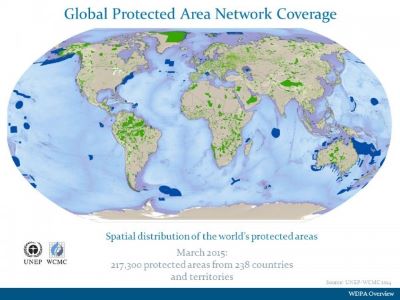 Global Protected Area Network Coverage
Spatial distribution of the world's protected areas
March 2015:
217,300 protected areas from 238 countries
and territories
UNEP WCMC
Source: UNEP-WCMC 2014
WDPA Overview